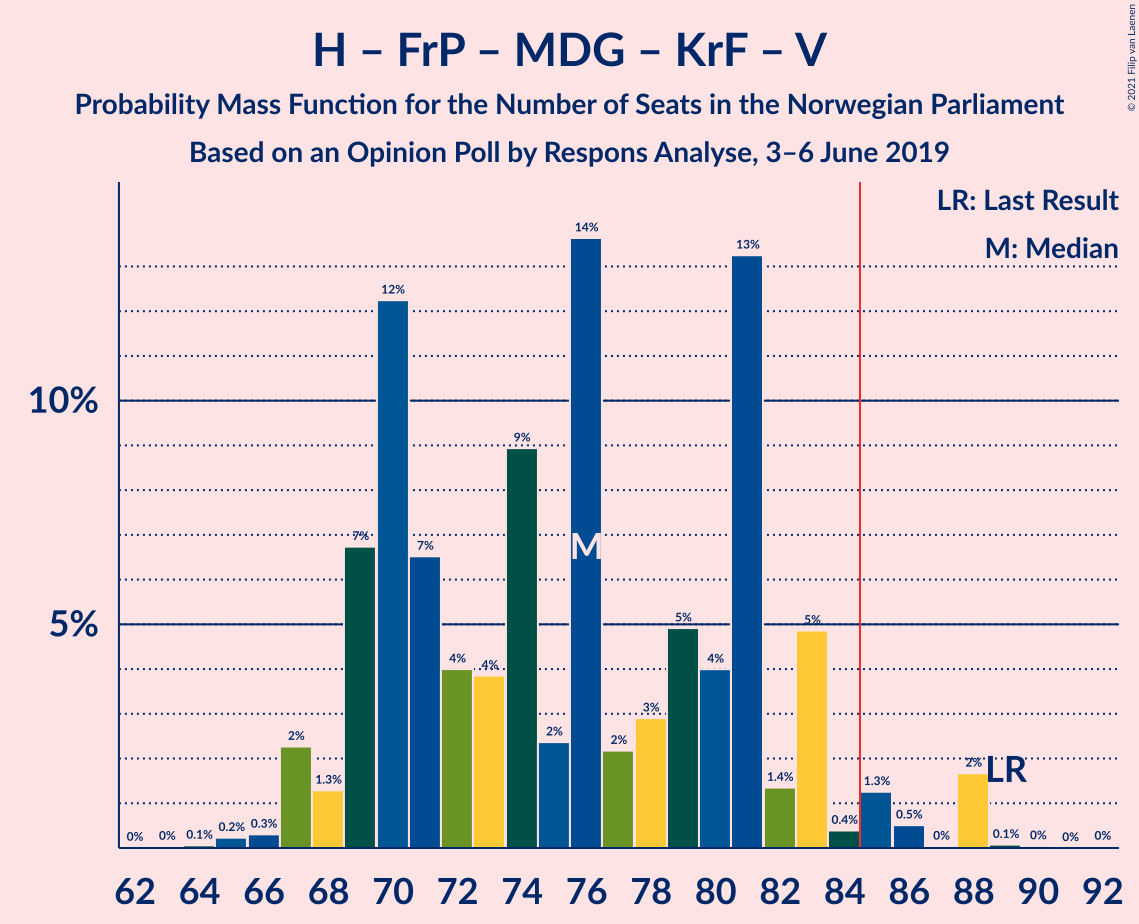 H – FrP – MDG – KrF – V
Probability Mass Function for the Number of Seats in the Norwegian Parliament
Based on an Opinion Poll by Respons Analyse, 3–6 June 2019
© 2021 Filip van Laenen
LR: Last Result
M: Median
10%
5%
0% 0% 0.1% 0.2% 0.3% 2% 1.3% 7% 12% 7% 4% 4% 9% 2% 14% 2% 3% 5% 4% 13% 1.4% 5% 0.4% 1.3% 0.5% 0% 2% 0.1% 0% 0% 0%
M
LR
62 64 66 68 70 72 74 76 78 80 82 84 86 88 90 92